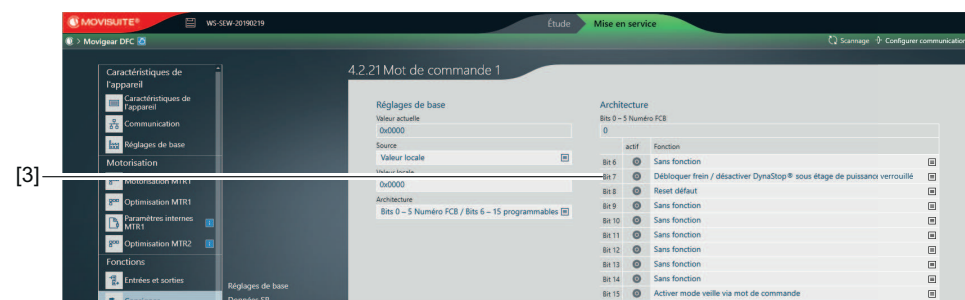 MOVISUITE® WS-SEW-20190219 Étude Mise en service
> Movigear DFC Scannage Configurer communication
Caractéristiques de
l'appareil
Caractéristiques de
l'appareil
Communication
Réglages de base
Motorisation
Motorisation MTR1
Optimisation MTR1
Paramètres internes
MTR1
Optimisation MTR2
Fonctions
Entrées et sorties
Réglages de base
Données FB
4.2.21 Mot de commande 1
Réglages de base
Valeur actuelle
0x0000
Source
Valeur locale
Valeur locale
0x0000
Architecture
Bits 0 – 5 Numéro FCB / Bits 6 – 15 programmables
Architecture
Bits 0 – 5 Numéro FCB
0
actif Fonction
Bit 6 Sans fonction
Bit 7 Débloquer frein / désactiver DynaStop® sous étage de puissance verrouillé
Bit 8 Reset défaut
Bit 9 Sans fonction
Bit 10 Sans fonction
Bit 11 Sans fonction
Bit 12 Sans fonction
Bit 13 Sans fonction
Bit 14 Sans fonction
Bit 15 Activer mode veille via mot de commande
[3]